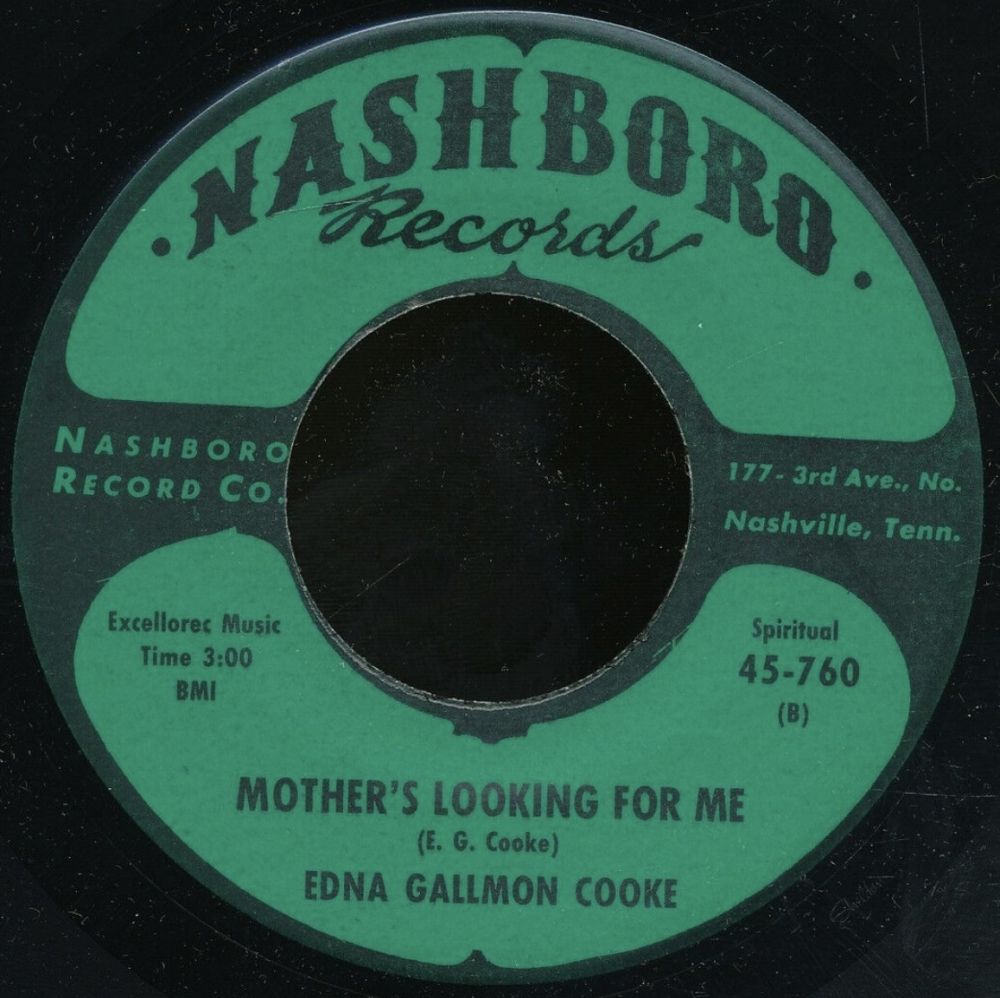 NASHBORO
Records
NASHBORO
RECORD CO.
177 - 3rd Ave., No.
Nashville, Tenn.
Excellorec Music
Time 3:00
BMI
Spiritual
45-760
(B)
MOTHER'S LOOKING FOR ME
(E. G. Cooke)
EDNA GALLMON COOKE